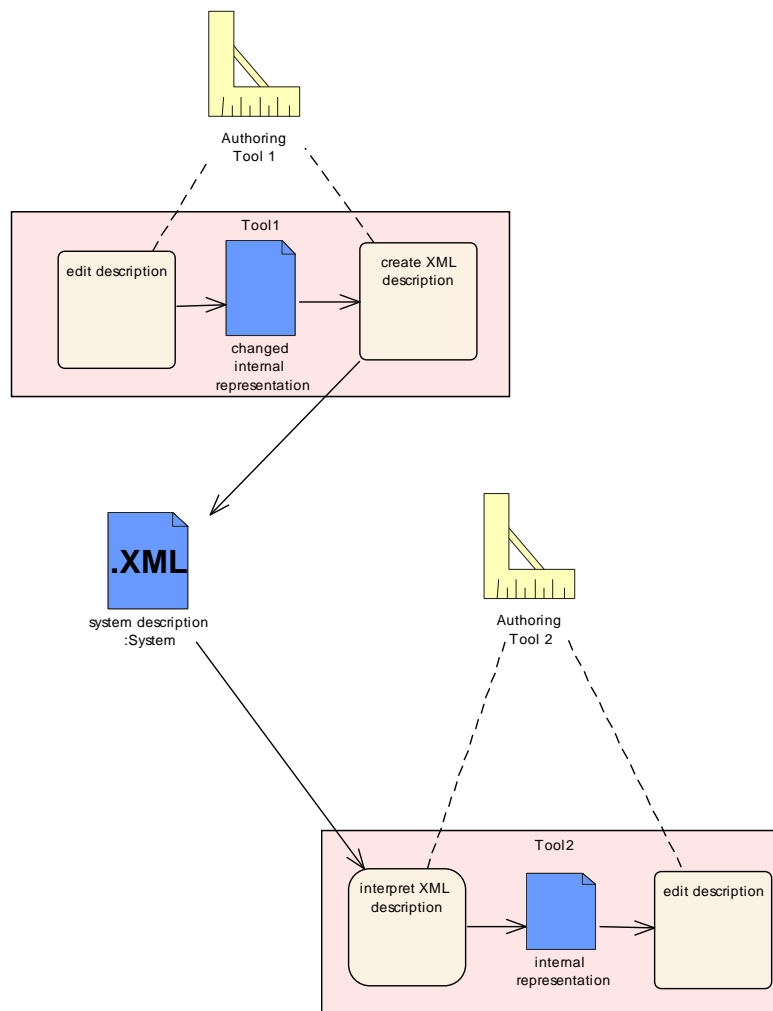 Authoring
Tool 1
Tool1
edit description
create XML
description
changed
internal
representation
.XML
system description
:System
Authoring
Tool 2
Tool2
interpret XML
description
edit description
internal
representation